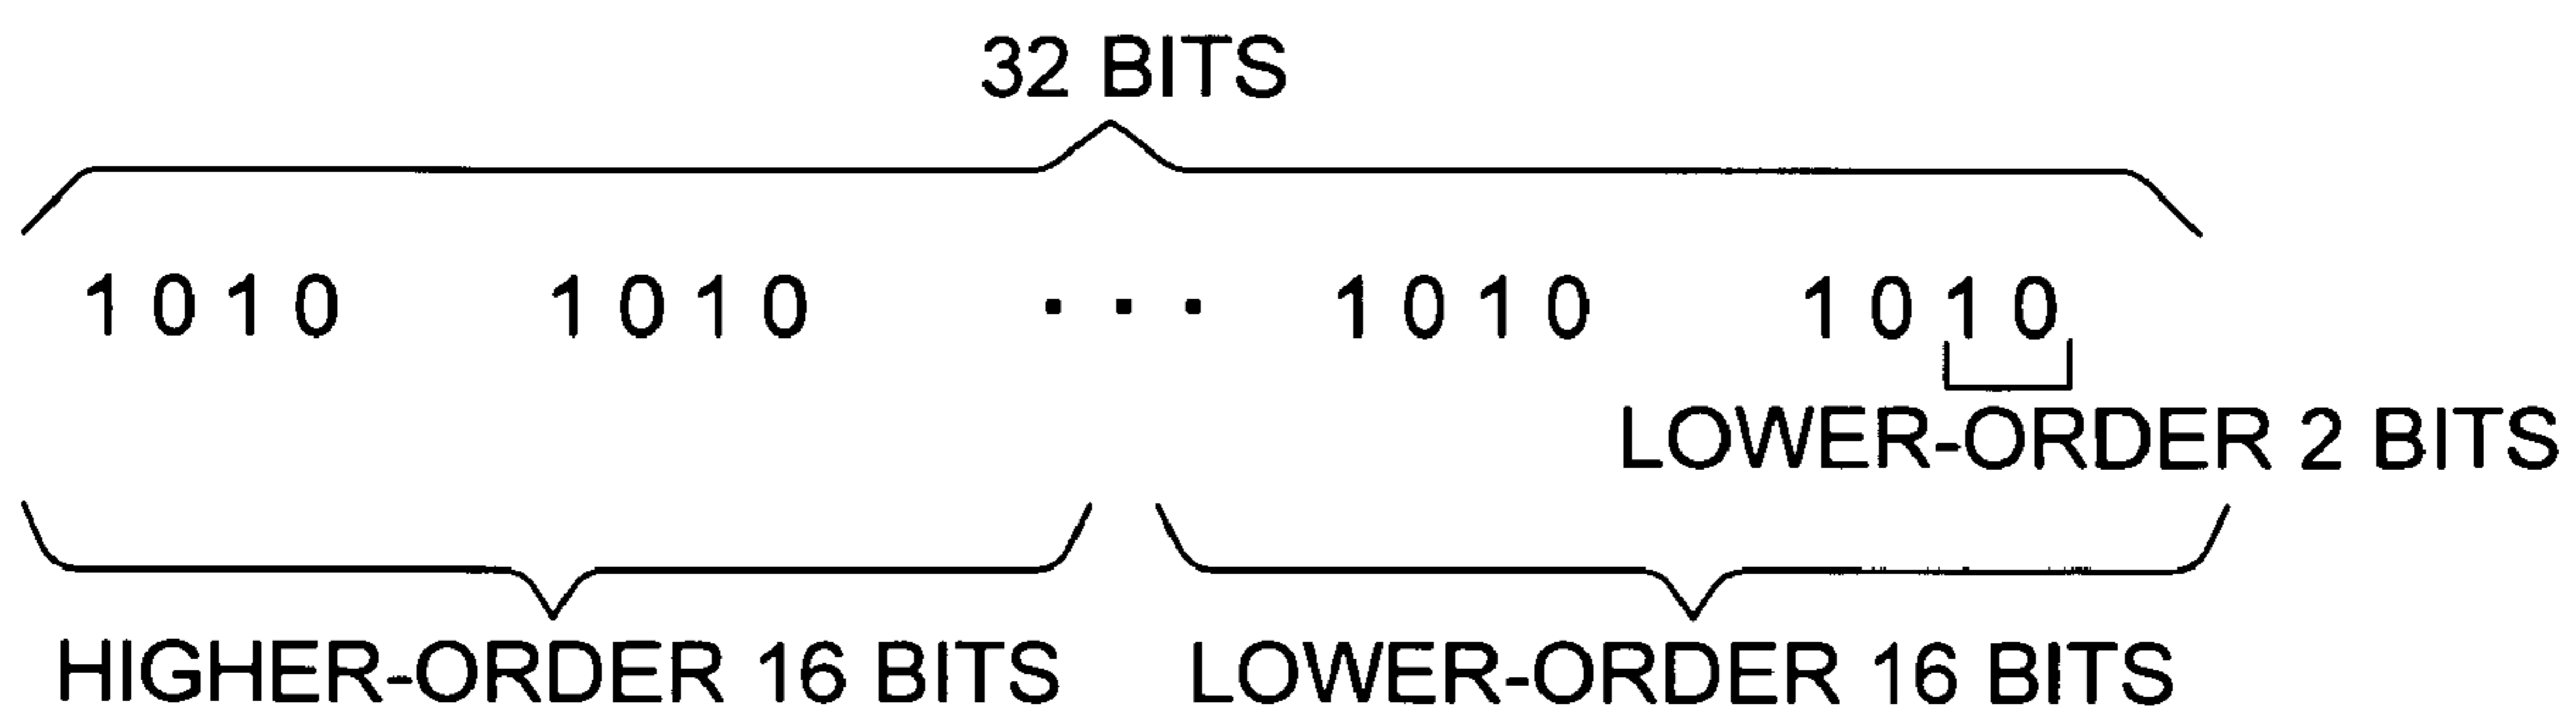 32 BITS
1 0 1 0 1 0 1 0 · · · 1 0 1 0 1 0 1 0
LOWER-ORDER 2 BITS
HIGHER-ORDER 16 BITS LOWER-ORDER 16 BITS